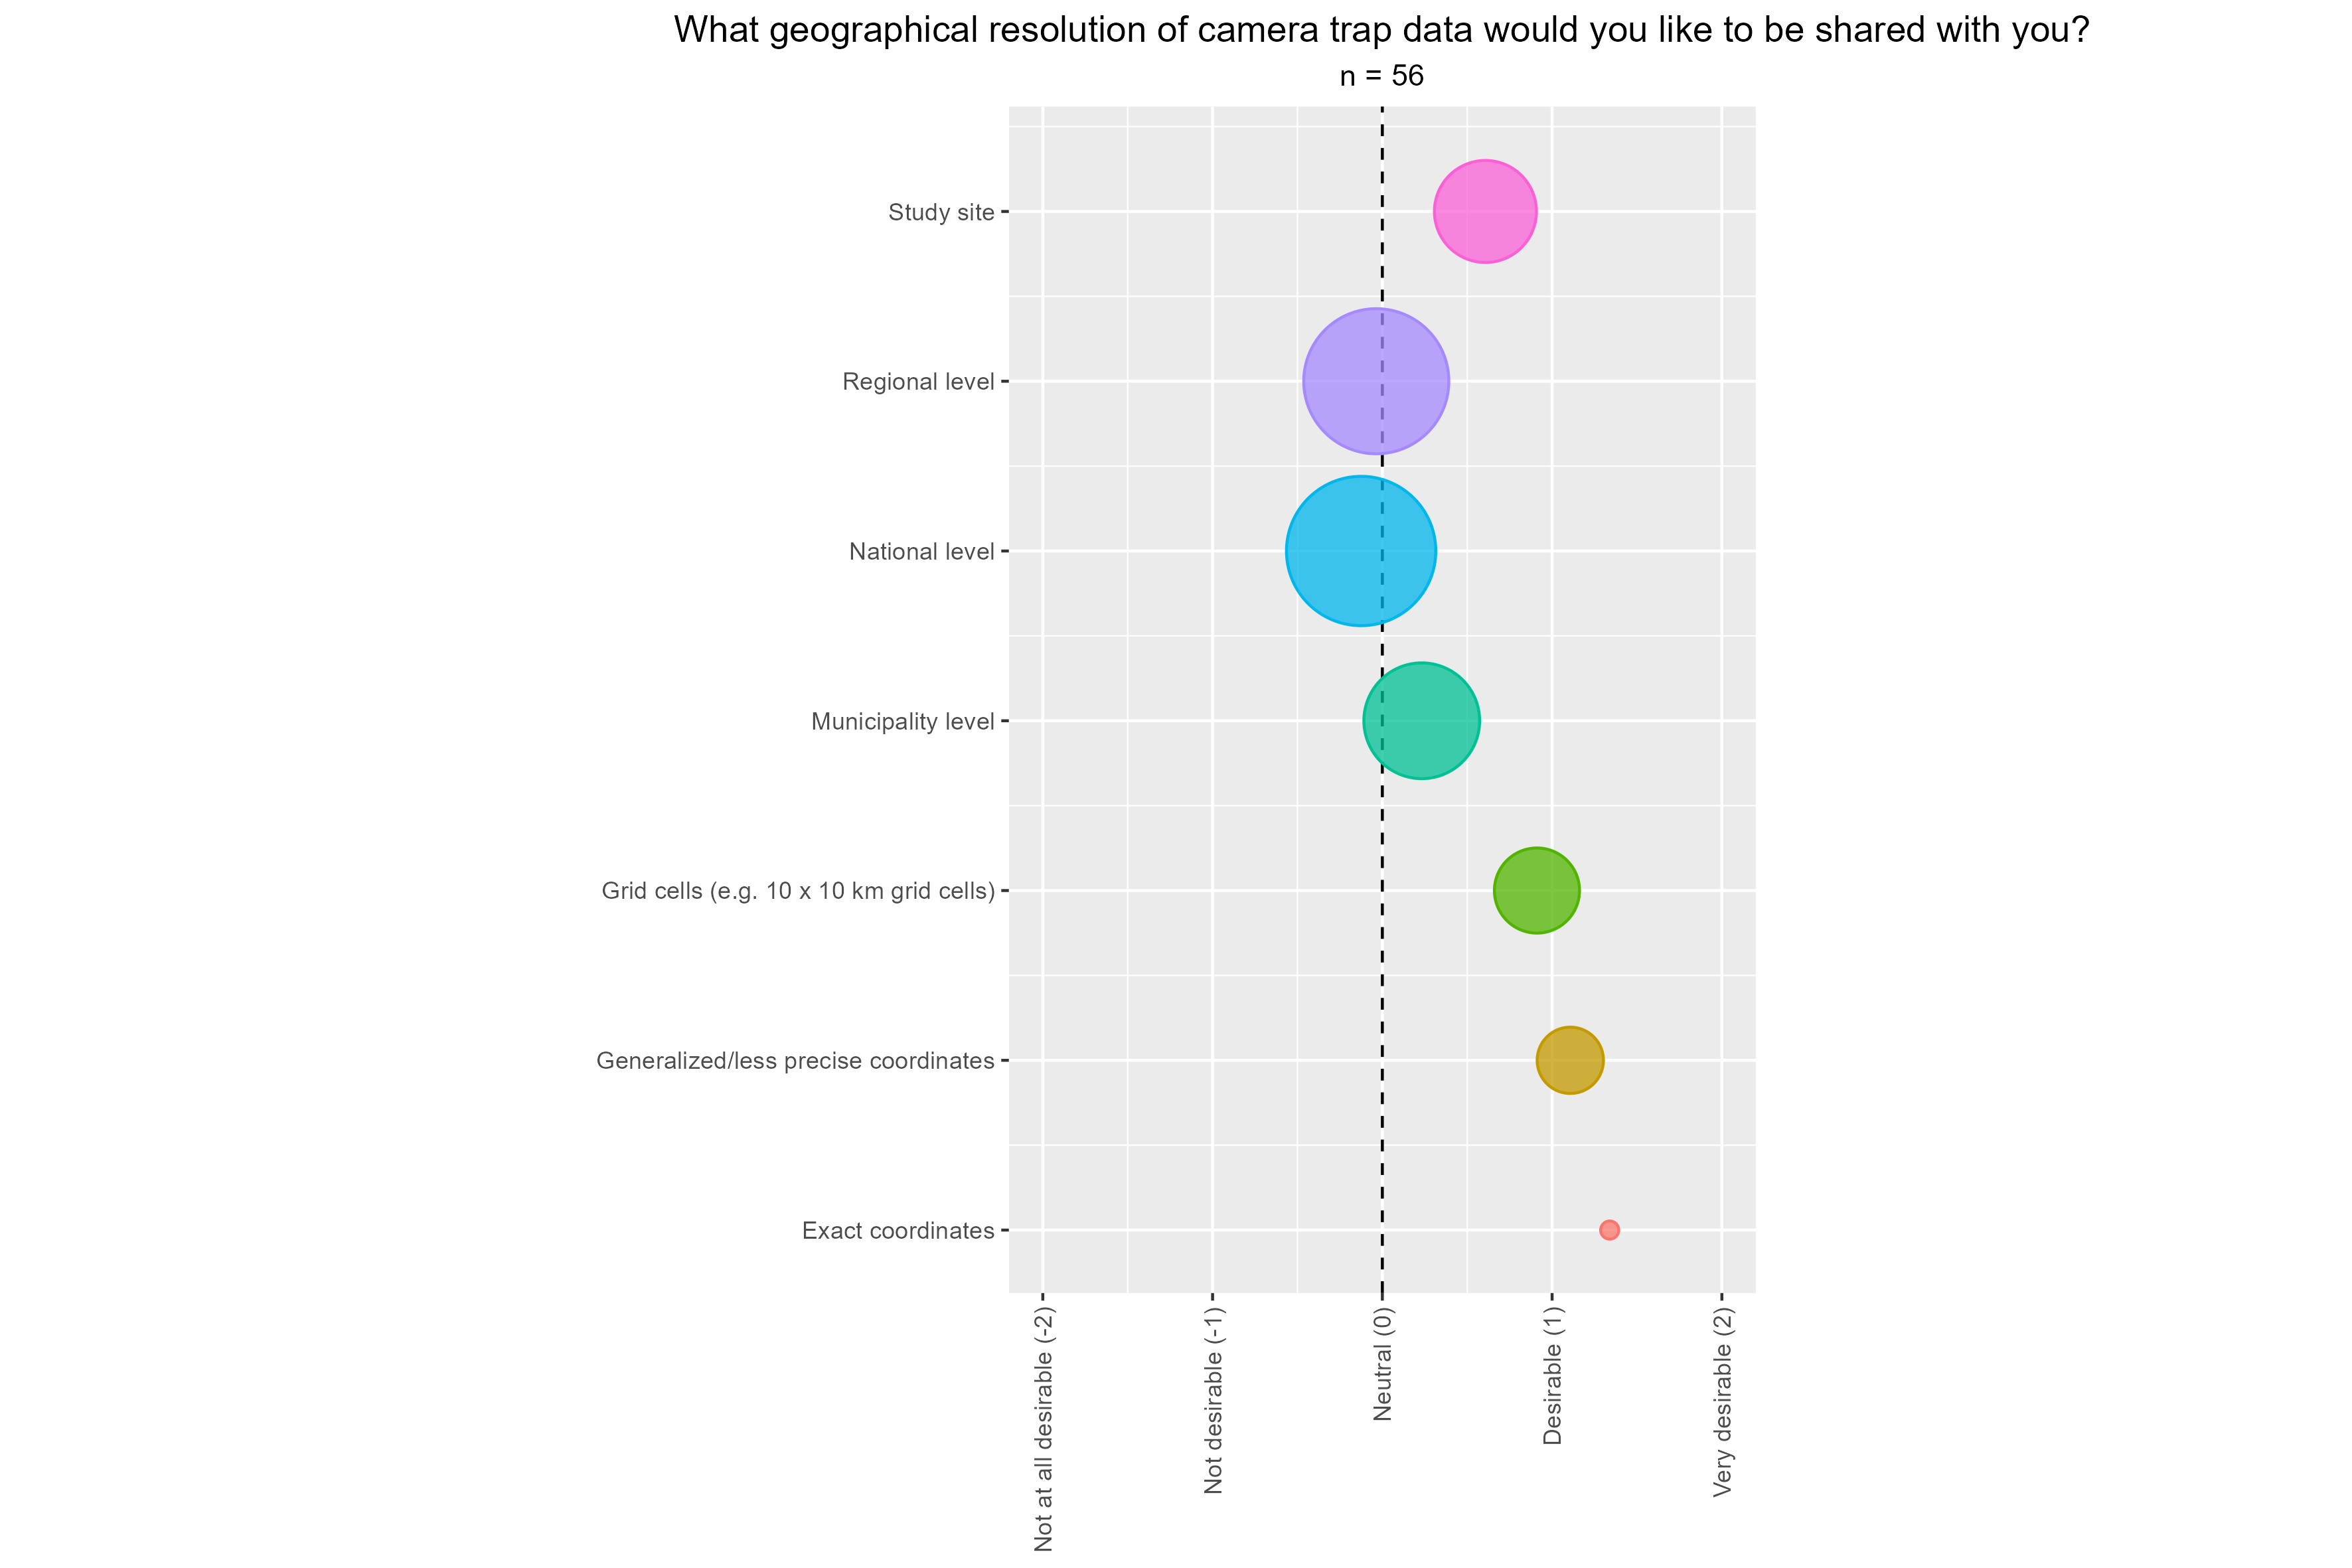 What geographical resolution of camera trap data would you like to be shared with you?
n = 56
Study site
Regional level
National level
Municipality level
Grid cells (e.g. 10 x 10 km grid cells)
Generalized/less precise coordinates
Exact coordinates
Not at all desirable (-2)
Not desirable (-1)
Neutral (0)
Desirable (1)
Very desirable (2)